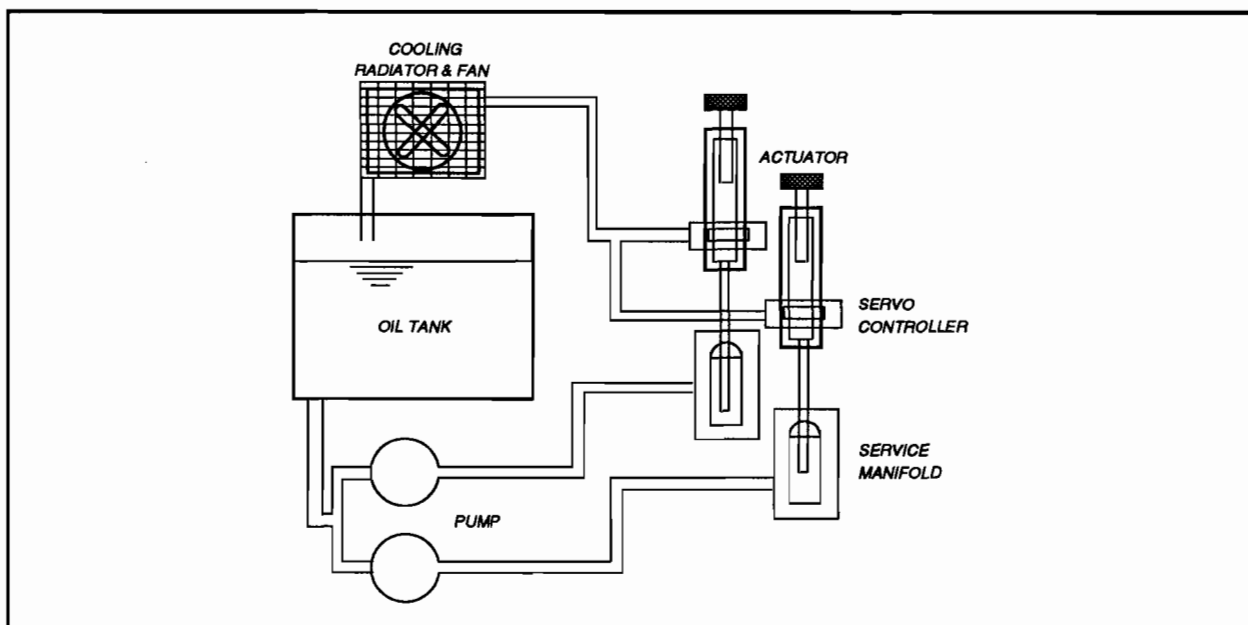 COOLING
RADIATOR & FAN
ACTUATOR
SERVO
CONTROLLER
OIL TANK
SERVICE
MANIFOLD
PUMP